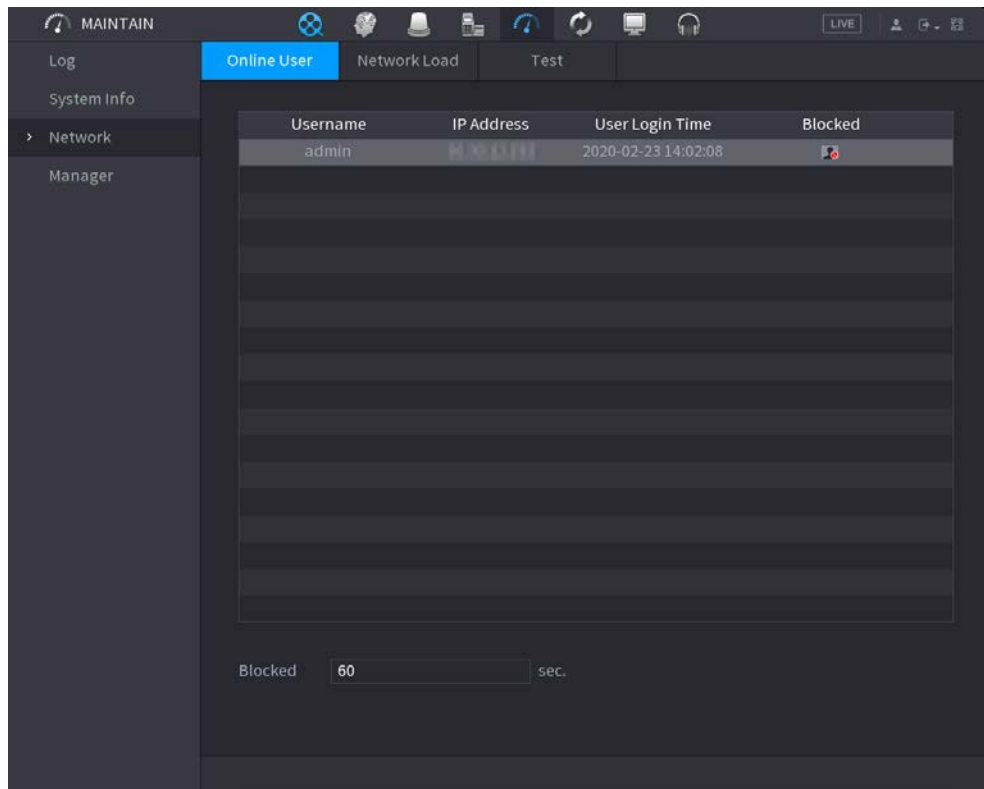 MAINTAIN
LIVE
Log
System Info
Network
Manager
Online User Network Load Test
Username IP Address User Login Time Blocked
admin 2020-02-23 14:02:08
Blocked 60 sec.